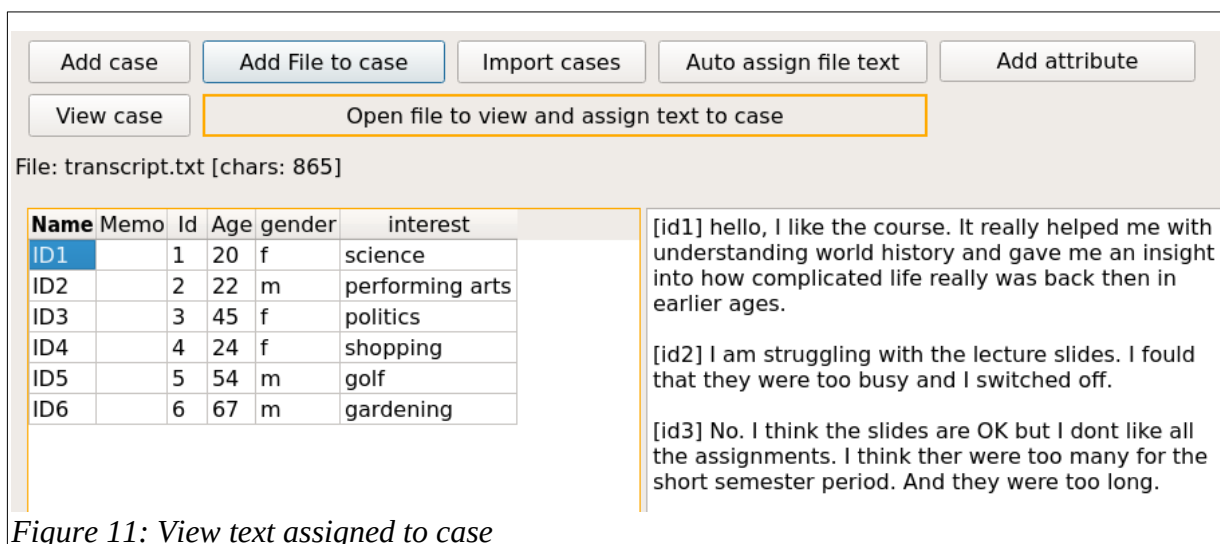 Add case Add File to case Import cases Auto assign file text Add attribute
View case Open file to view and assign text to case
File: transcript.txt [chars: 865]
Name Memo Id Age gender interest
ID1 1 20 f science
ID2 2 22 m performing arts
ID3 3 45 f politics
ID4 4 24 f shopping
ID5 5 54 m golf
ID6 6 67 m gardening
[id1] hello, I like the course. It really helped me with
understanding world history and gave me an insight
into how complicated life really was back then in
earlier ages.
[id2] I am struggling with the lecture slides. I fould
that they were too busy and I switched off.
[id3] No. I think the slides are OK but I dont like all
the assignments. I think ther were too many for the
short semester period. And they were too long.
Figure 11: View text assigned to case